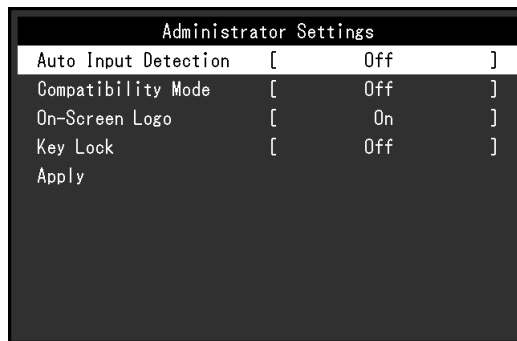 Administrator Settings
Auto Input Detection [ Off ]
Compatibility Mode [ Off ]
On-Screen Logo [ On ]
Key Lock [ Off ]
Apply